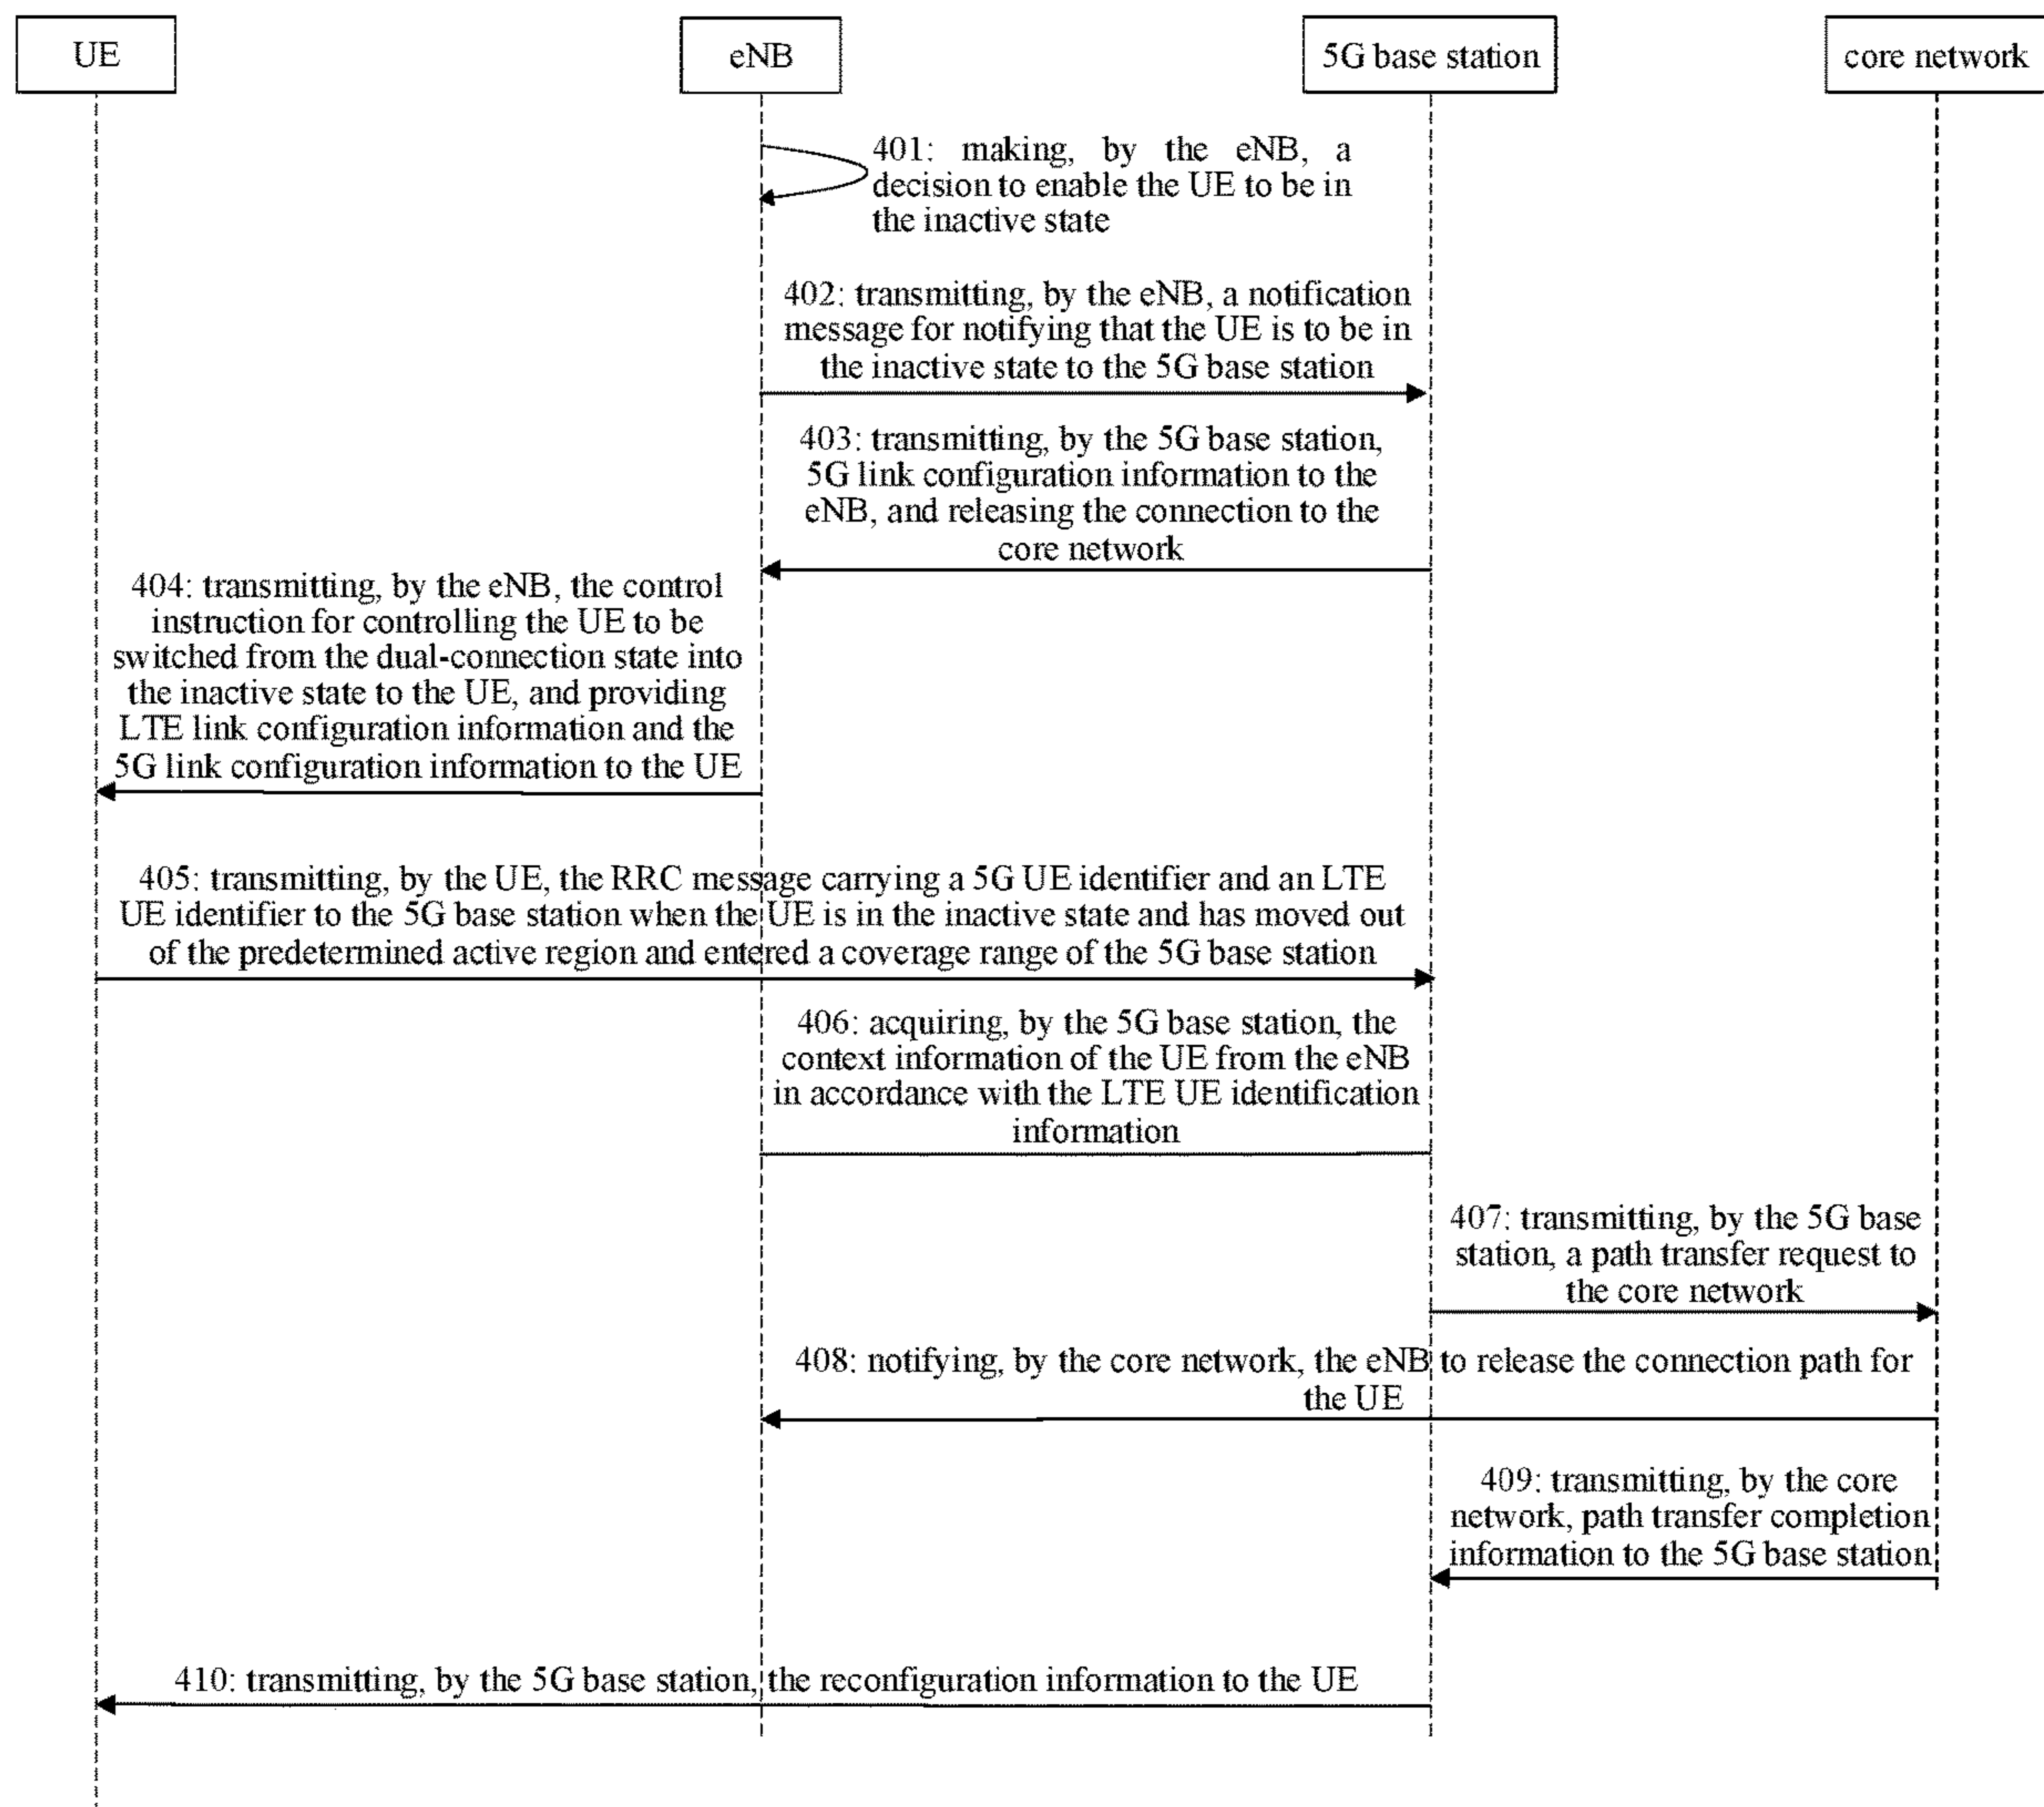 UE
eNB
5G base station
core network
401: making, by the eNB, a
decision to enable the UE to be in
the inactive state
402: transmitting, by the eNB, a notification
message for notifying that the UE is to be in
the inactive state to the 5G base station
403: transmitting, by the 5G base station,
5G link configuration information to the
eNB, and releasing the connection to the
core network
404: transmitting, by the eNB, the control
instruction for controlling the UE to be
switched from the dual-connection state into
the inactive state to the UE, and providing
LTE link configuration information and the
5G link configuration information to the UE
405: transmitting, by the UE, the RRC message carrying a 5G UE identifier and an LTE
UE identifier to the 5G base station when the UE is in the inactive state and has moved out
of the predetermined active region and entered a coverage range of the 5G base station
406: acquiring, by the 5G base station, the
context information of the UE from the eNB
in accordance with the LTE UE identification
information
407: transmitting, by the 5G base
station, a path transfer request to
the core network
408: notifying, by the core network, the eNB to release the connection path for
the UE
409: transmitting, by the core
network, path transfer completion
information to the 5G base station
410: transmitting, by the 5G base station, the reconfiguration information to the UE